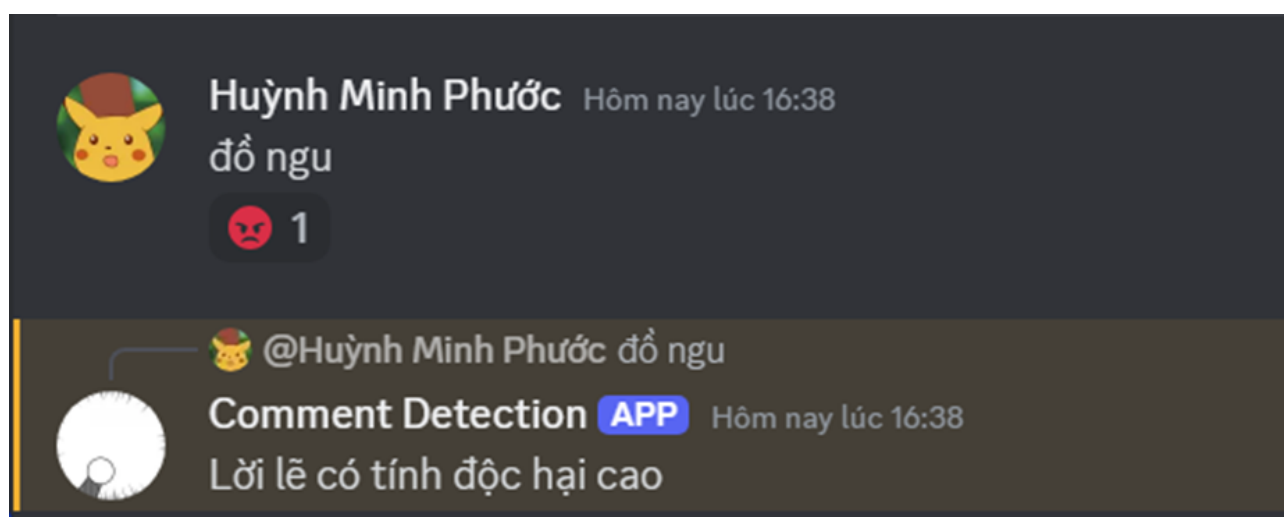 Huỳnh Minh Phước Hôm nay lúc 16:38
đồ ngu
😡 1
@Huỳnh Minh Phước đồ ngu
Comment Detection APP Hôm nay lúc 16:38
Lời lẽ có tính độc hại cao